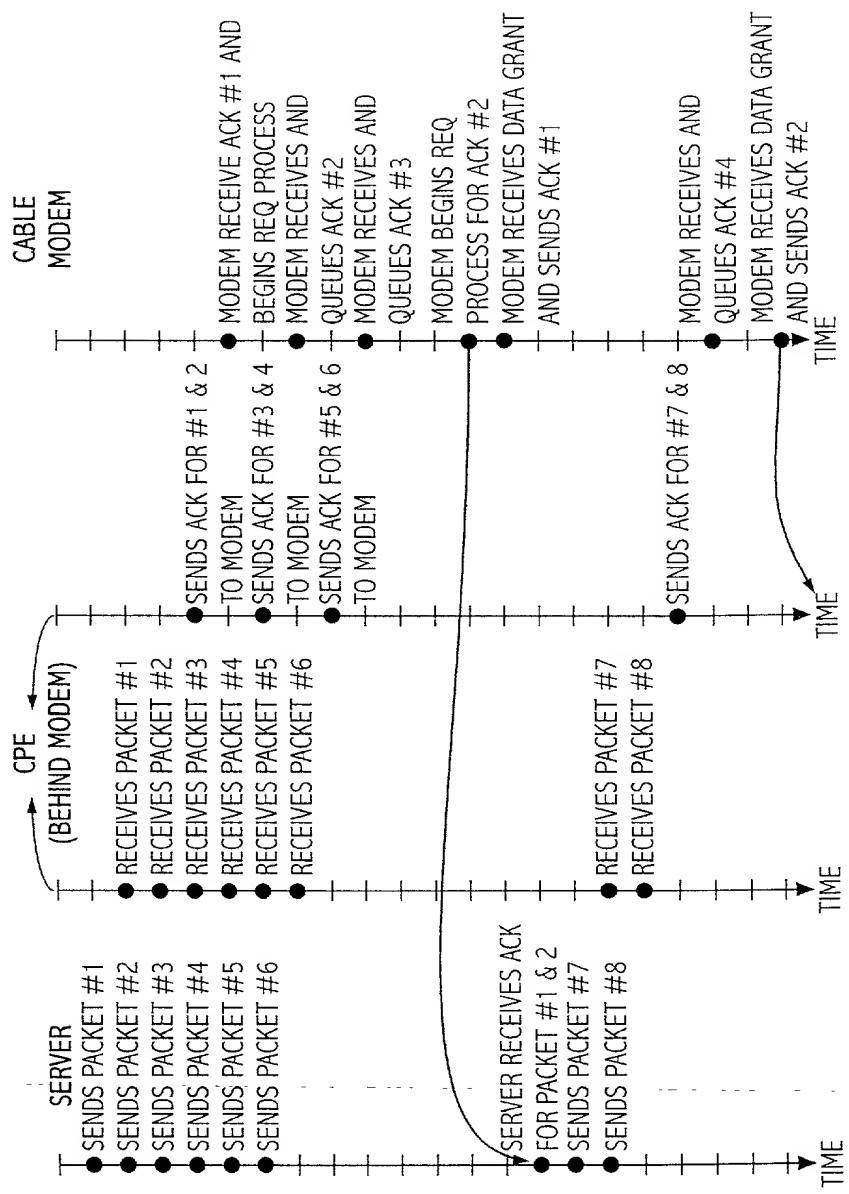 SERVER
SENDS PACKET #1
SENDS PACKET #2
SENDS PACKET #3
SENDS PACKET #4
SENDS PACKET #5
SENDS PACKET #6
SERVER RECEIVES ACK
FOR PACKET #1 & 2
SENDS PACKET #7
SENDS PACKET #8
TIME
CPE
(BEHIND MODEM)
RECEIVES PACKET #1
RECEIVES PACKET #2
RECEIVES PACKET #3
RECEIVES PACKET #4
RECEIVES PACKET #5
RECEIVES PACKET #6
RECEIVES PACKET #7
RECEIVES PACKET #8
TIME
SENDS ACK FOR #1 & 2
TO MODEM
SENDS ACK FOR #3 & 4
TO MODEM
SENDS ACK FOR #5 & 6
TO MODEM
SENDS ACK FOR #7 & 8
TIME
CABLE
MODEM
MODEM RECEIVE ACK #1 AND
BEGINS REQ PROCESS
MODEM RECEIVES AND
QUEUES ACK #2
MODEM RECEIVES AND
QUEUES ACK #3
MODEM BEGINS REQ
PROCESS FOR ACK #2
MODEM RECEIVES DATA GRANT
AND SENDS ACK #1
MODEM RECEIVES AND
QUEUES ACK #4
MODEM RECEIVES DATA GRANT
AND SENDS ACK #2
TIME